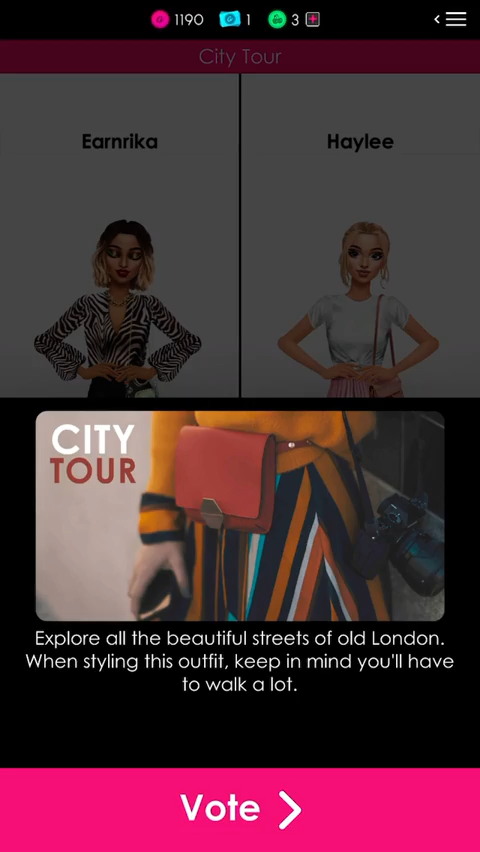 1190 1 3
City Tour
Earnrika Haylee
CITY
TOUR
Explore all the beautiful streets of old London.
When styling this outfit, keep in mind you'll have
to walk a lot.
Vote